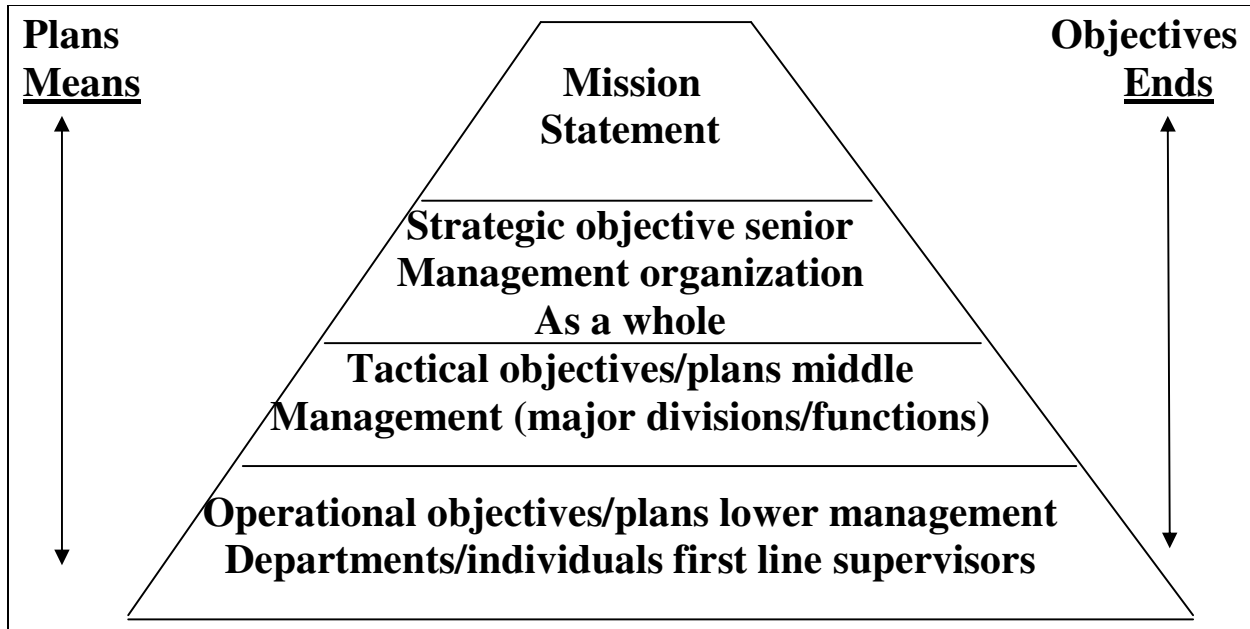 Plans
Means
Objectives
Ends
Mission
Statement
Strategic objective senior
Management organization
As a whole
Tactical objectives/plans middle
Management (major divisions/functions)
Operational objectives/plans lower management
Departments/individuals first line supervisors